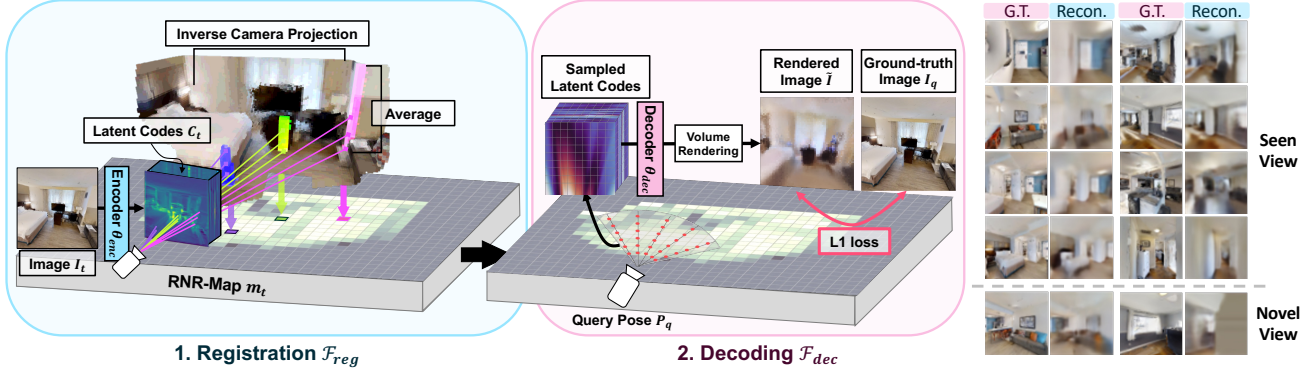 Inverse Camera Projection
Average
Latent Codes C_t
Encoder θ_enc
Image I_t
RNR-Map m_t
1. Registration ℱ_reg
Sampled
Latent Codes
Decoder θ_dec
Volume
Rendering
Rendered
Image Ĩ
Ground-truth
Image I_q
L1 loss
Query Pose P_q
2. Decoding ℱ_dec
G.T. Recon. G.T. Recon.
Seen
View
Novel
View